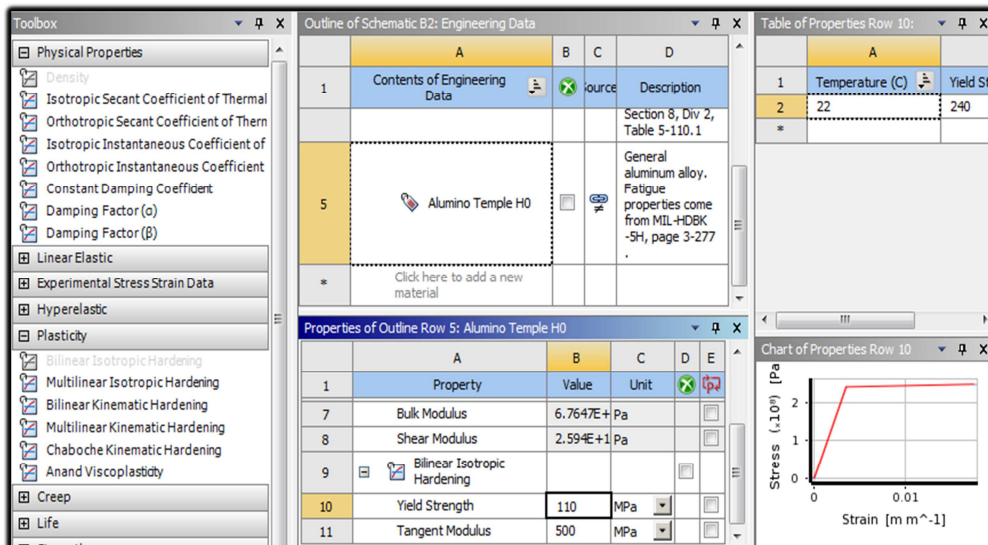 Toolbox
Physical Properties
Density
Isotropic Secant Coefficient of Thermal
Orthotropic Secant Coefficient of Therm
Isotropic Instantaneous Coefficient of
Orthotropic Instantaneous Coefficient
Constant Damping Coefficient
Damping Factor (α)
Damping Factor (β)
Linear Elastic
Experimental Stress Strain Data
Hyperelastic
Plasticity
Bilinear Isotropic Hardening
Multilinear Isotropic Hardening
Bilinear Kinematic Hardening
Multilinear Kinematic Hardening
Chaboche Kinematic Hardening
Anand Viscoplasticity
Creep
Life
Outline of Schematic B2: Engineering Data
A B C D
1 Contents of Engineering Data Source Description
Section 8, Div 2,
Table 5-110.1
5 Alumino Temple H0
General
aluminum alloy.
Fatigue
properties come
from MIL-HDBK
-5H, page 3-277
.
* Click here to add a new
material
Properties of Outline Row 5: Alumino Temple H0
A B C D E
1 Property Value Unit
7 Bulk Modulus 6.7647E+ Pa
8 Shear Modulus 2.594E+1 Pa
9 Bilinear Isotropic
Hardening
10 Yield Strength 110 MPa
11 Tangent Modulus 500 MPa
Table of Properties Row 10:
A
1 Temperature (C) Yield St
2 22 240
*
Chart of Properties Row 10
Stress (x10⁸) [Pa
2
1
0
0 0.01
Strain [m m^-1]